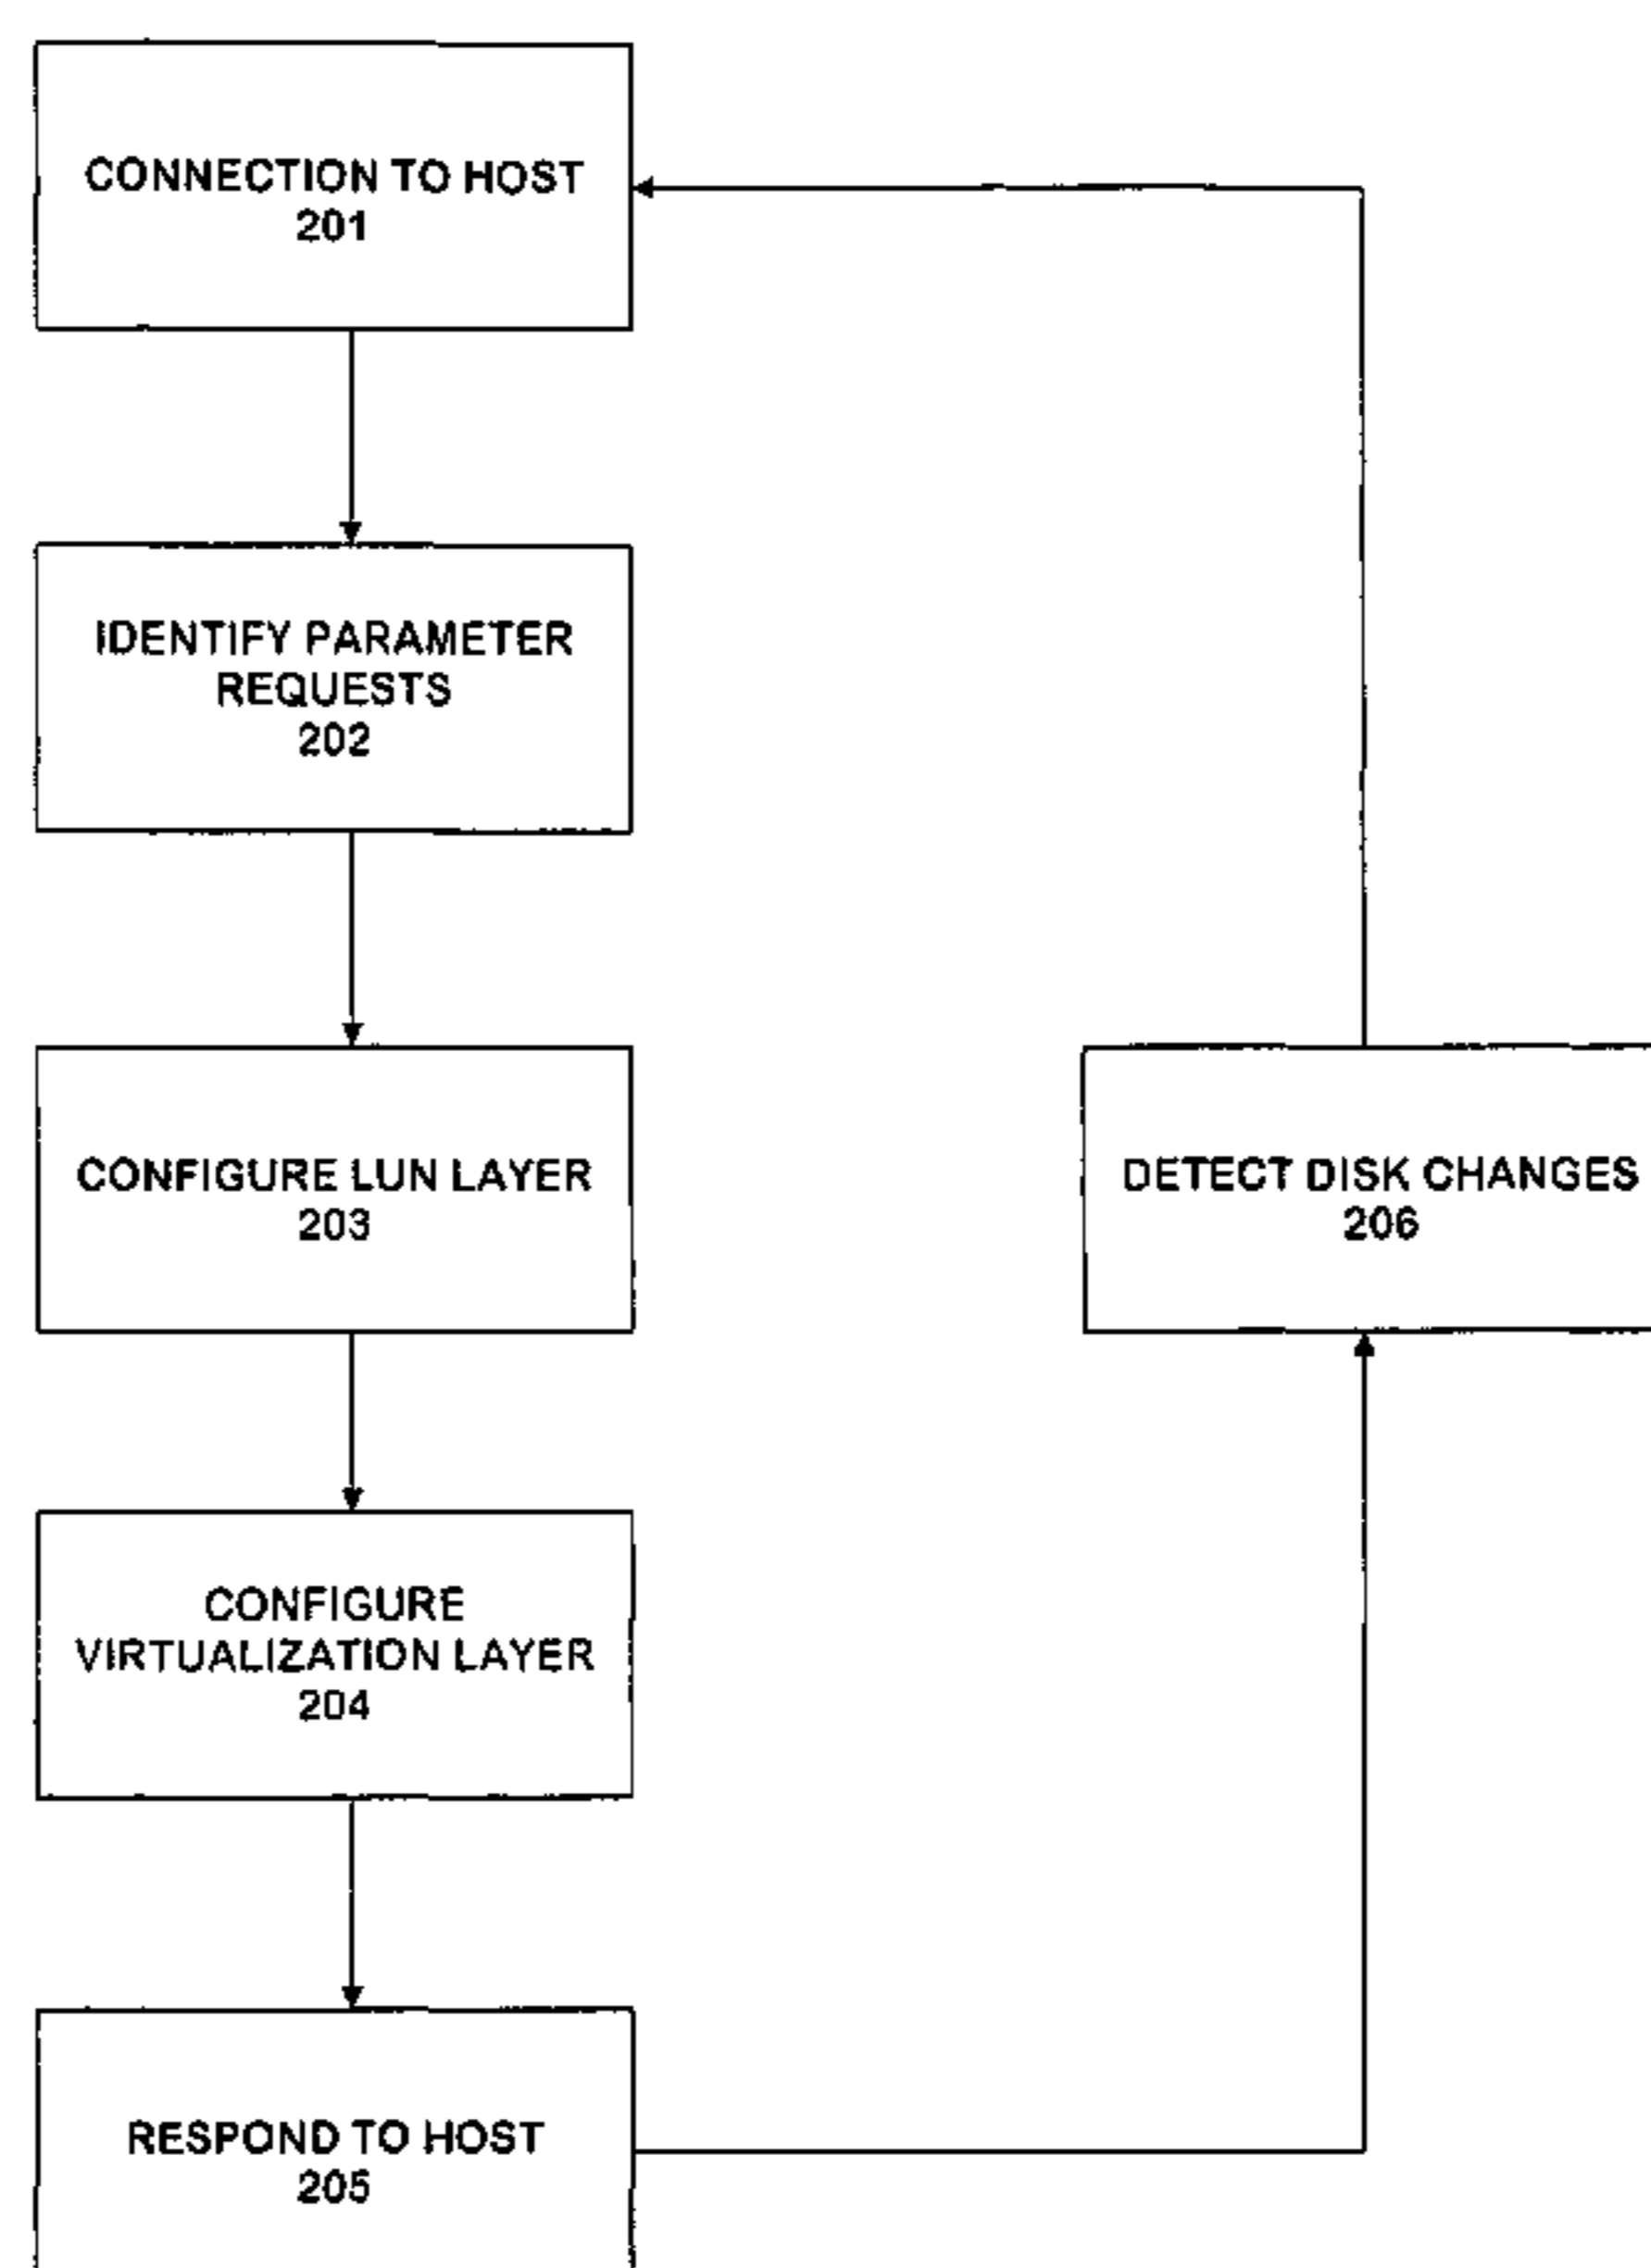 CONNECTION TO HOST
201
IDENTIFY PARAMETER
REQUESTS
202
CONFIGURE LUN LAYER
203
DETECT DISK CHANGES
206
CONFIGURE
VIRTUALIZATION LAYER
204
RESPOND TO HOST
205